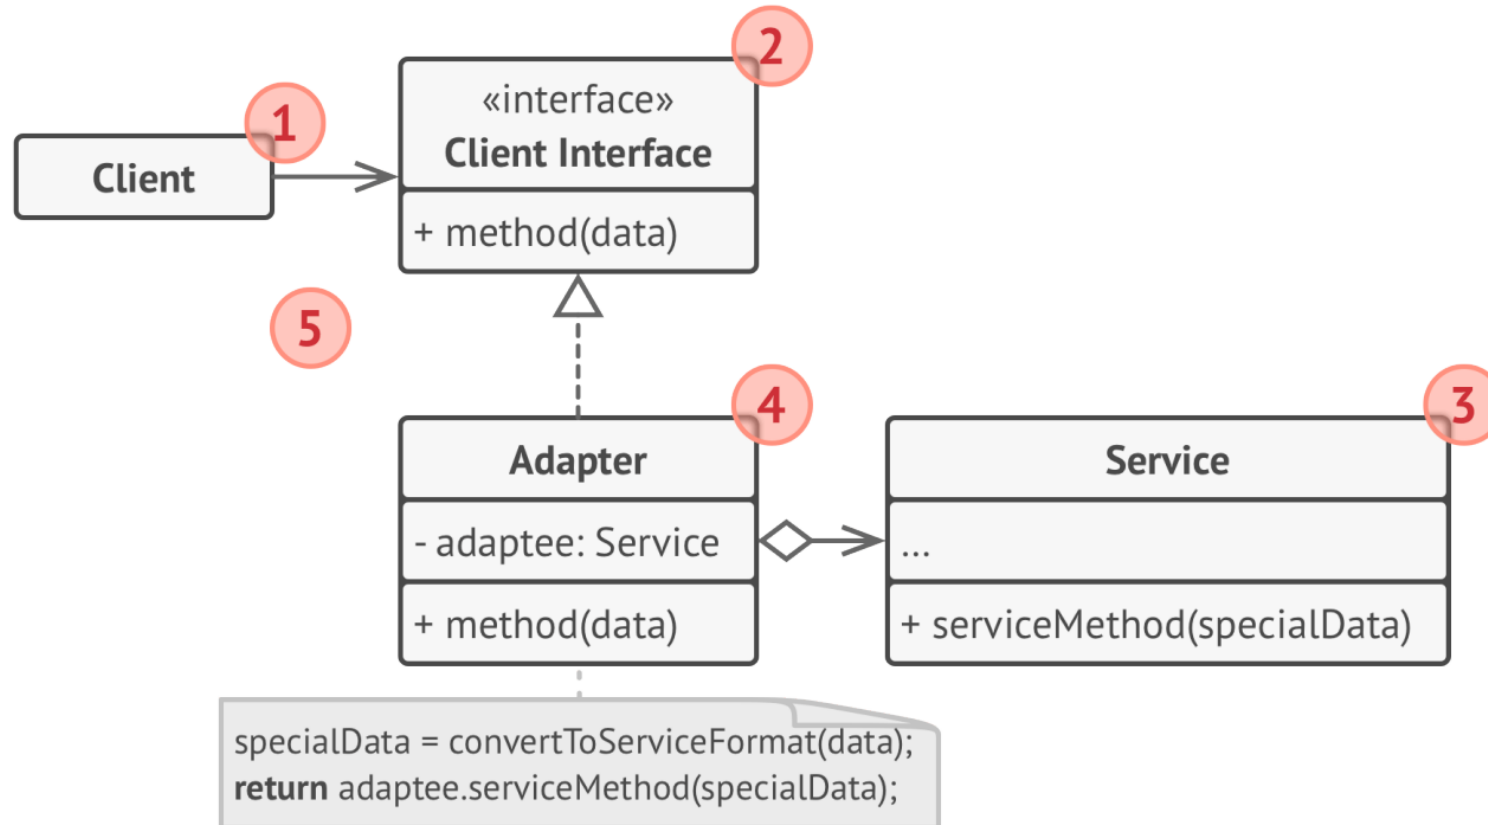 1
Client
2
«interface»
Client Interface
+ method(data)
5
4
Adapter
- adaptee: Service
+ method(data)
3
Service
...
+ serviceMethod(specialData)
specialData = convertToServiceFormat(data);
return adaptee.serviceMethod(specialData);